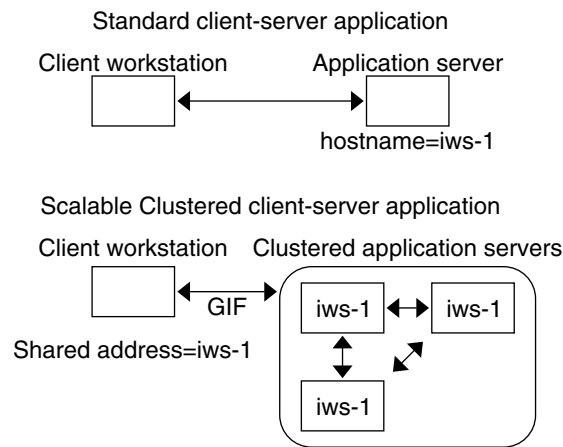 Standard client-server application
Client workstation
Application server
hostname=iws-1
Scalable Clustered client-server application
Client workstation
Clustered application servers
GIF
iws-1
iws-1
Shared address=iws-1
iws-1